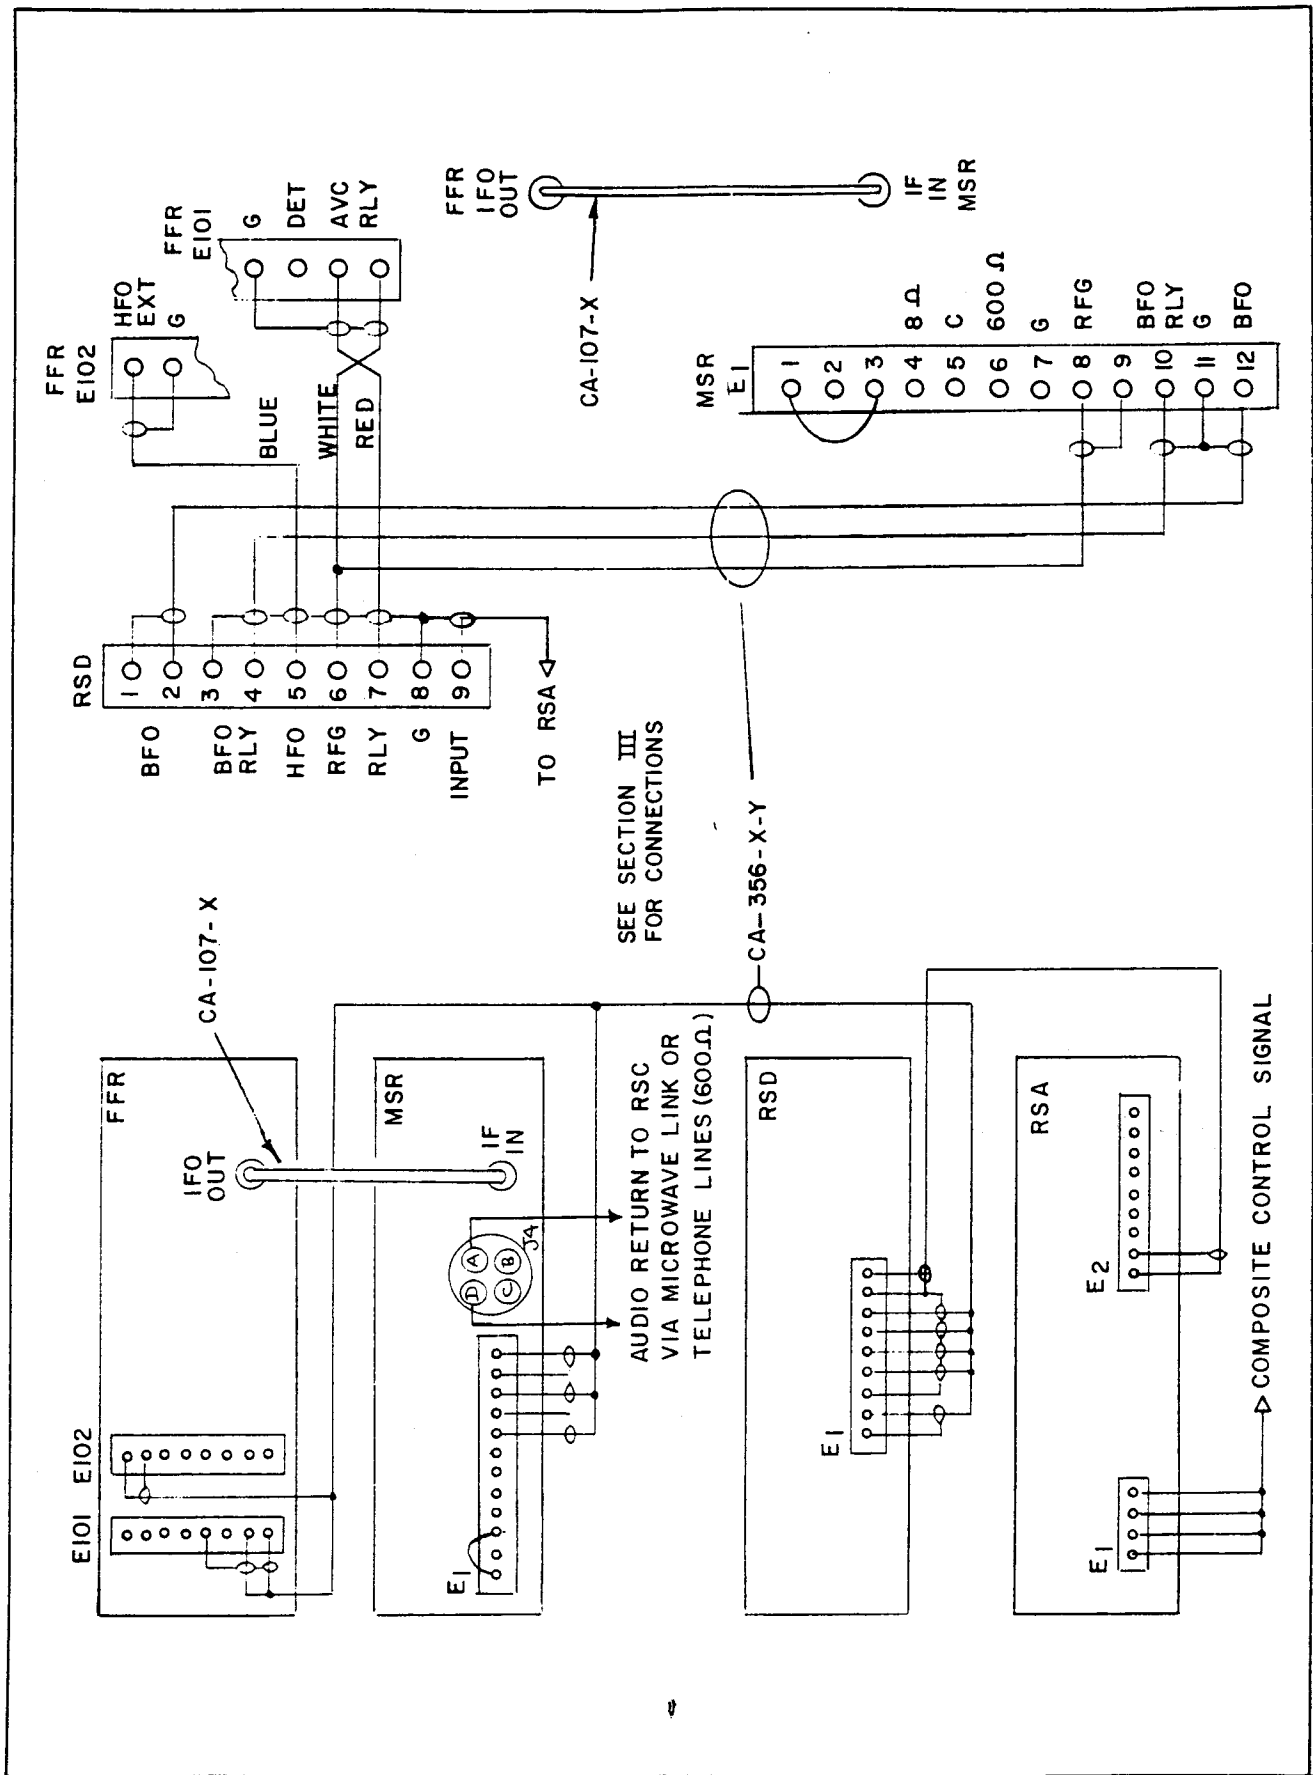 FFR
E102
HFO
EXT
G
FFR
E101
G
DET
AVC
RLY
BLUE
WHITE
RED
FFR
IFO
OUT
CA-107-X
IF
IN
MSR
RSD
1
2
3
4
5
6
7
8
9
BFO
BFO
RLY
HFO
RFG
RLY
G
INPUT
TO RSA
MSR
E1
1
2
3
4
5
6
7
8
9
10
11
12
8Ω
C
600Ω
G
RFG
BFO
RLY
G
BFO
SEE SECTION III
FOR CONNECTIONS
CA-356-X-Y
CA-107-X
FFR
IFO
OUT
E101 E102
MSR
IF
IN
A
B
C
D
J4
E1
AUDIO RETURN TO RSC
VIA MICROWAVE LINK OR
TELEPHONE LINES (600Ω)
RSD
E1
RSA
E2
E1
COMPOSITE CONTROL SIGNAL